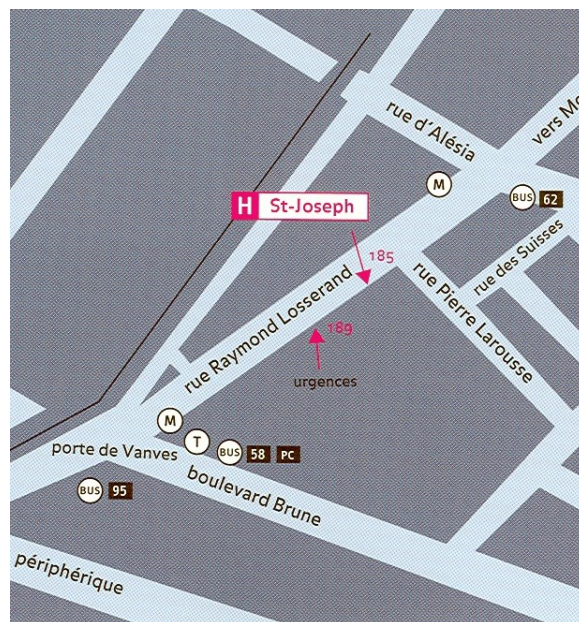 rue d'Alésia
vers Mo
M
BUS 62
H St-Joseph
rue des Suisses
185
rue Pierre Larousse
rue Raymond Losserand
189
urgences
M
T
BUS 58 PC
porte de Vanves
boulevard Brune
BUS 95
périphérique